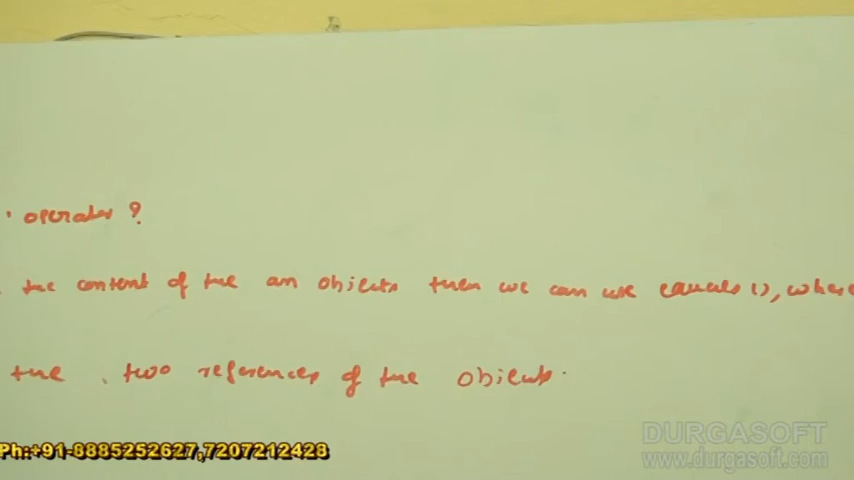 ' operator ?
the content of the an objects then we can use equals (), where
the . two references of the objects.
Ph:+91-8885252627,7207212428
DURGASOFT
www.durgasoft.com